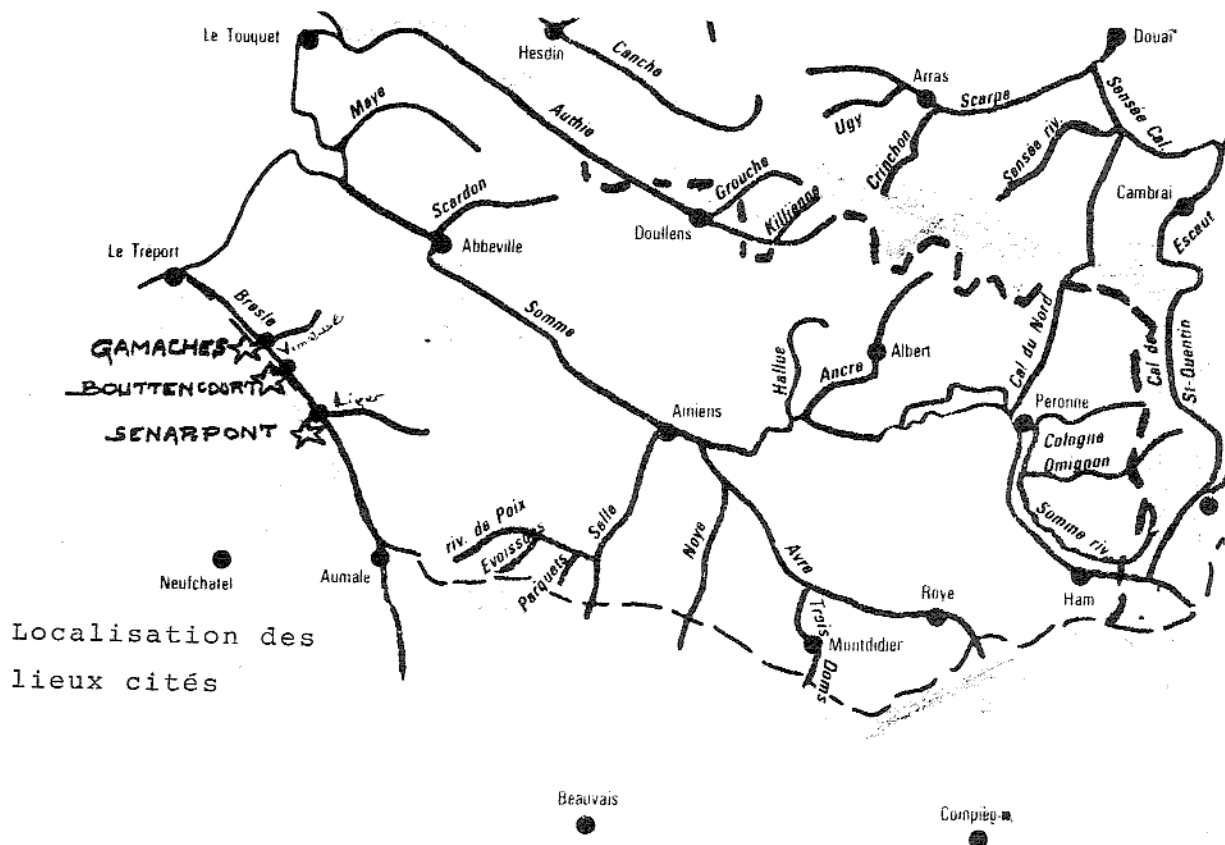 Le Touquet
Hesdin
Canche
Douaï
Arras
Scarpe
Ugy
Crinchon
Sensée riv.
Sensée Cal.
Maye
Authie
Grouche
Killienne
Cambrai
Escaut
Scardon
Doullens
Abbeville
Le Tréport
Bresle
Vimeuse
GAMACHES
BOUTTENCOURT
Liger
SENARPONT
Somme
Hallue
Ancre
Albert
Cal du Nord
Cal de
St-Quentin
Amiens
Peronne
Cologne
Omignon
Somme riv.
riv. de Poix
Evoissons
Parquets
Selle
Noye
Avre
Neufchatel
Aumale
Roye
Ham
Trois
Doms
Montdidier
Localisation des
lieux cités
Beauvais